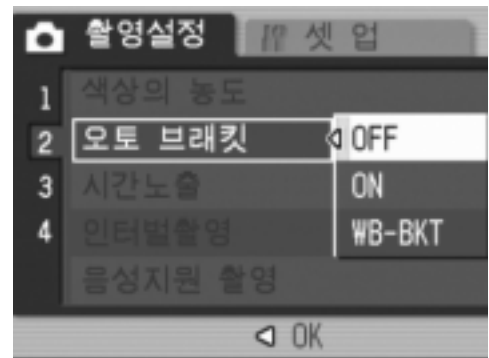 촬영설정 셋 업
1 색상의 농도
2 오토 브래킷 OFF
3 시간노출 ON
4 인터벌촬영 WB-BKT
음성지원 촬영
OK